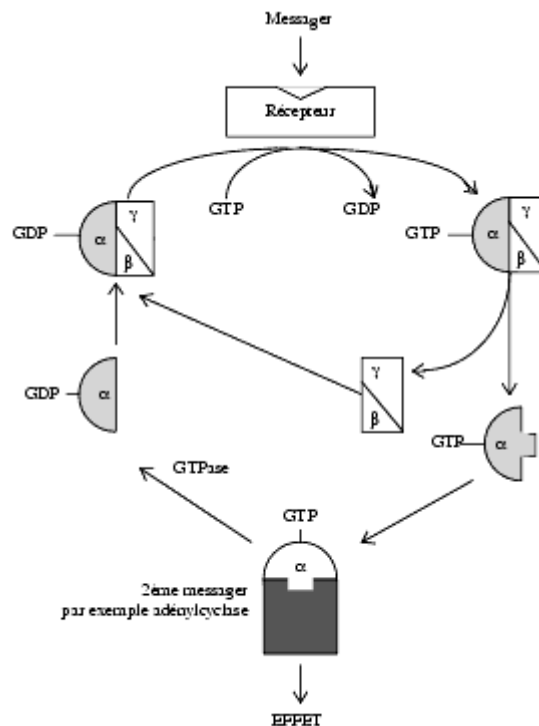 Messager
Récepteur
GTP
GDP
GDP
α
γ
β
GTP
α
γ
β
GDP
α
γ
β
GTP
α
GTPase
GTP
α
2ème messager
par exemple adénylcyclase
EFFET